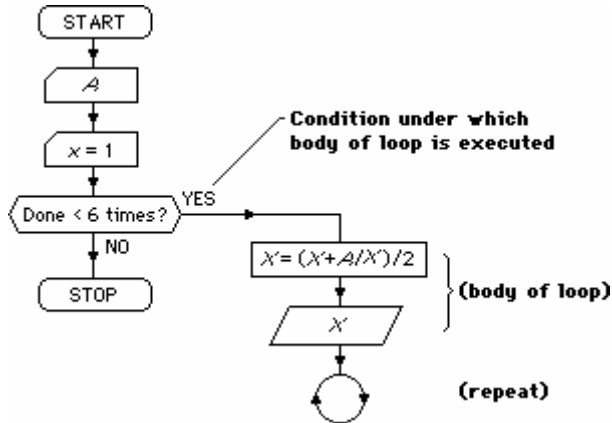 START
A
x = 1
Condition under which
body of loop is executed
Done < 6 times?
YES
NO
STOP
X=(X+A/X)/2
(body of loop)
X
(repeat)